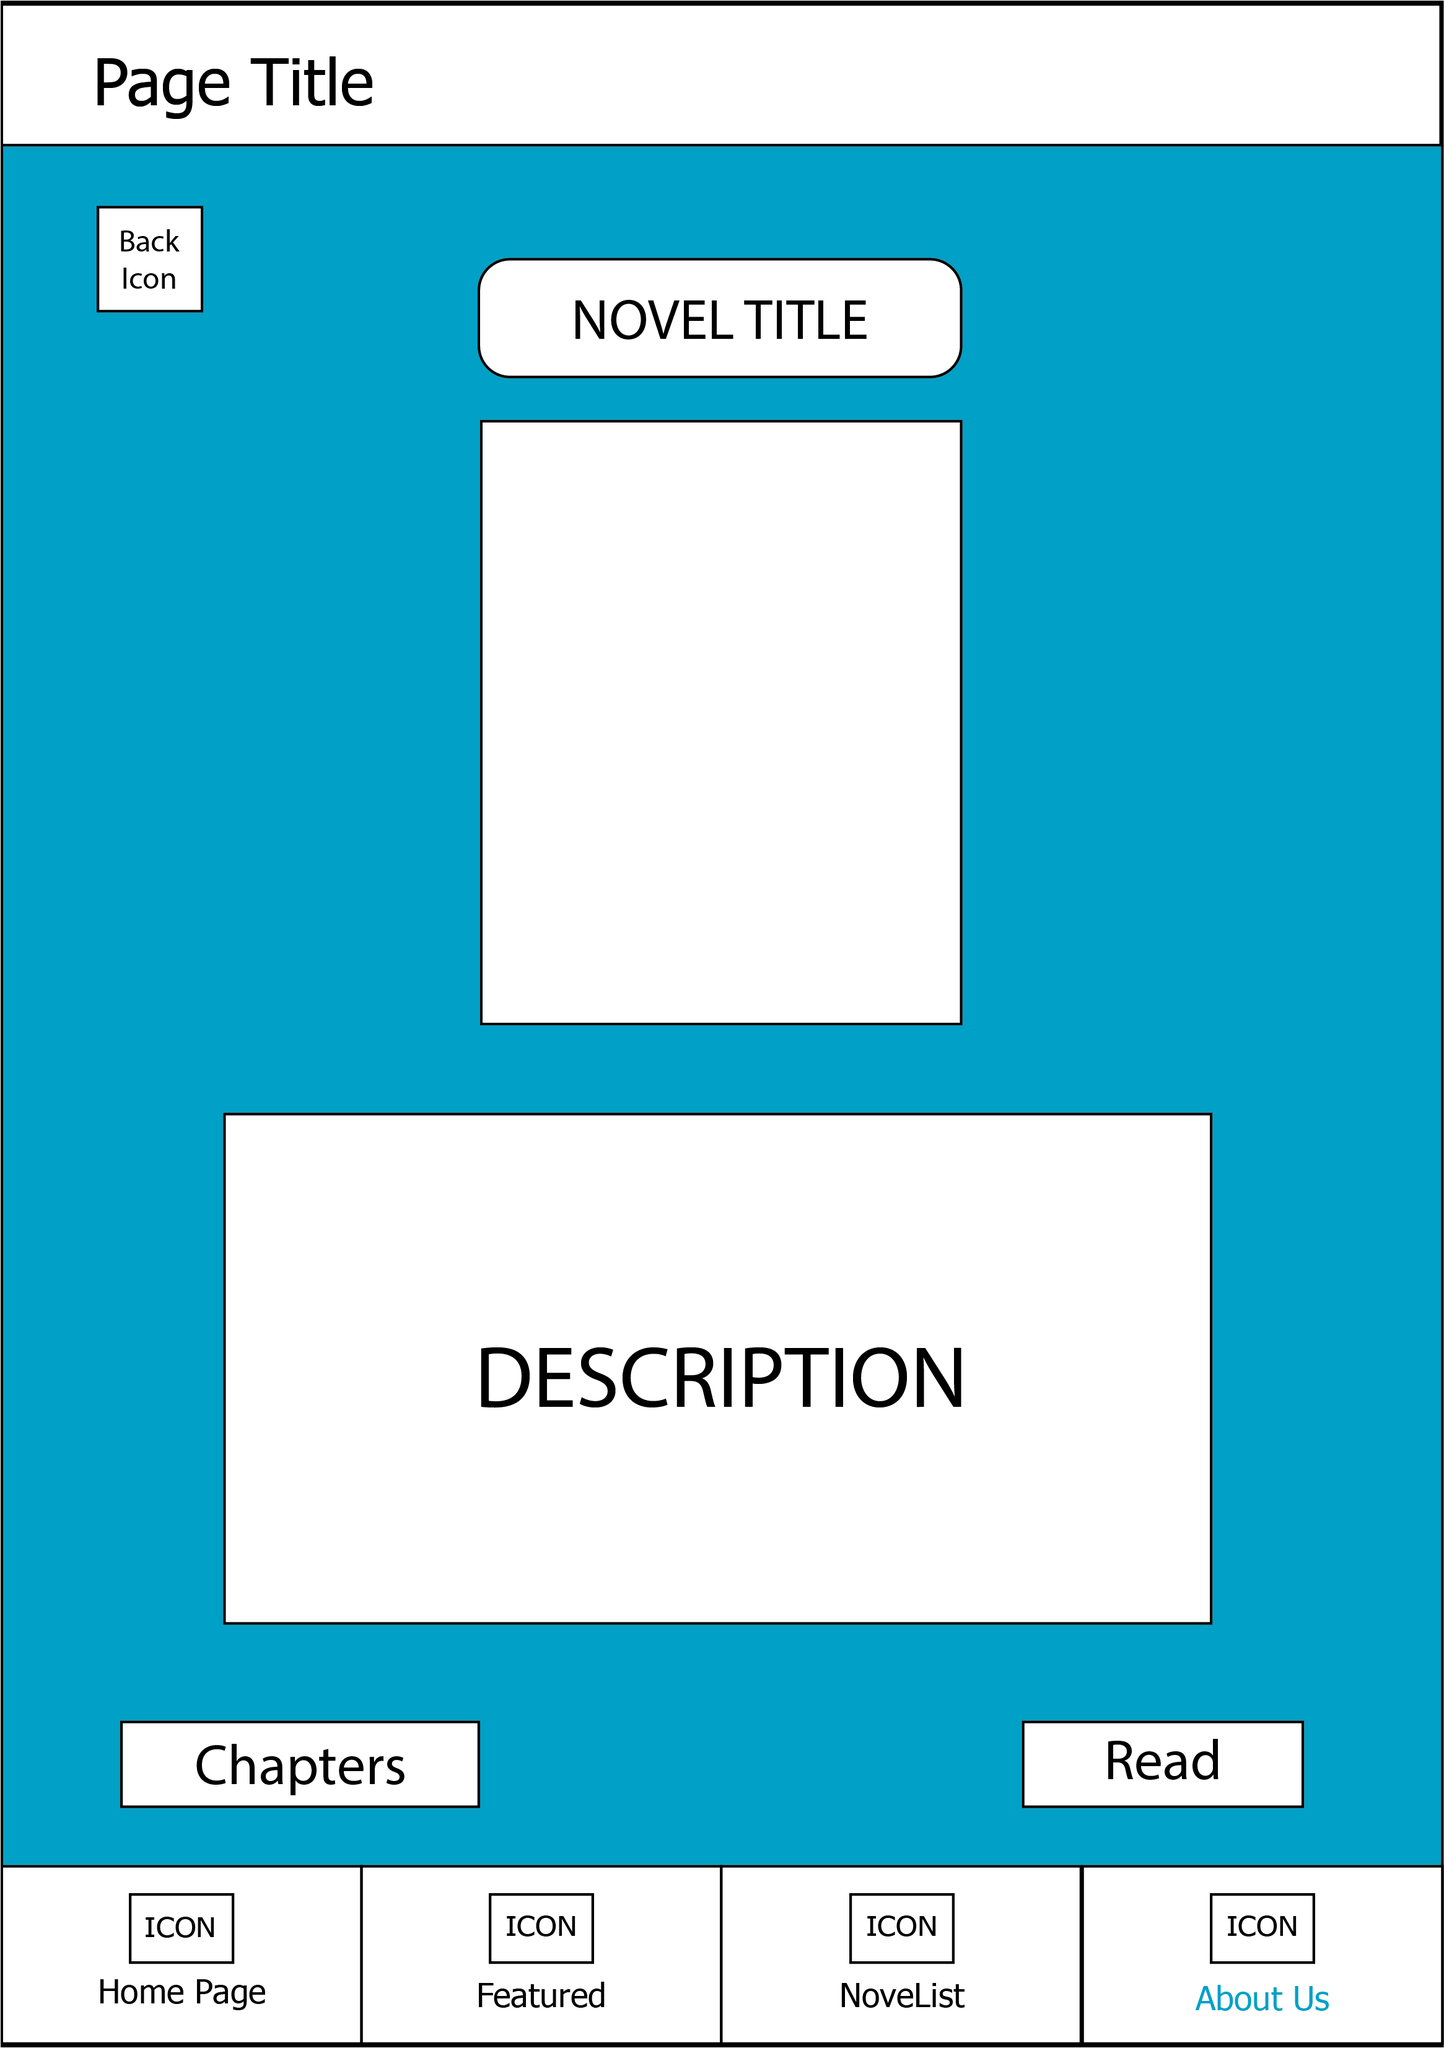 Page Title
Back
Icon
NOVEL TITLE
DESCRIPTION
Chapters
Read
ICON
ICON
ICON
ICON
Home Page
Featured
NoveList
About Us